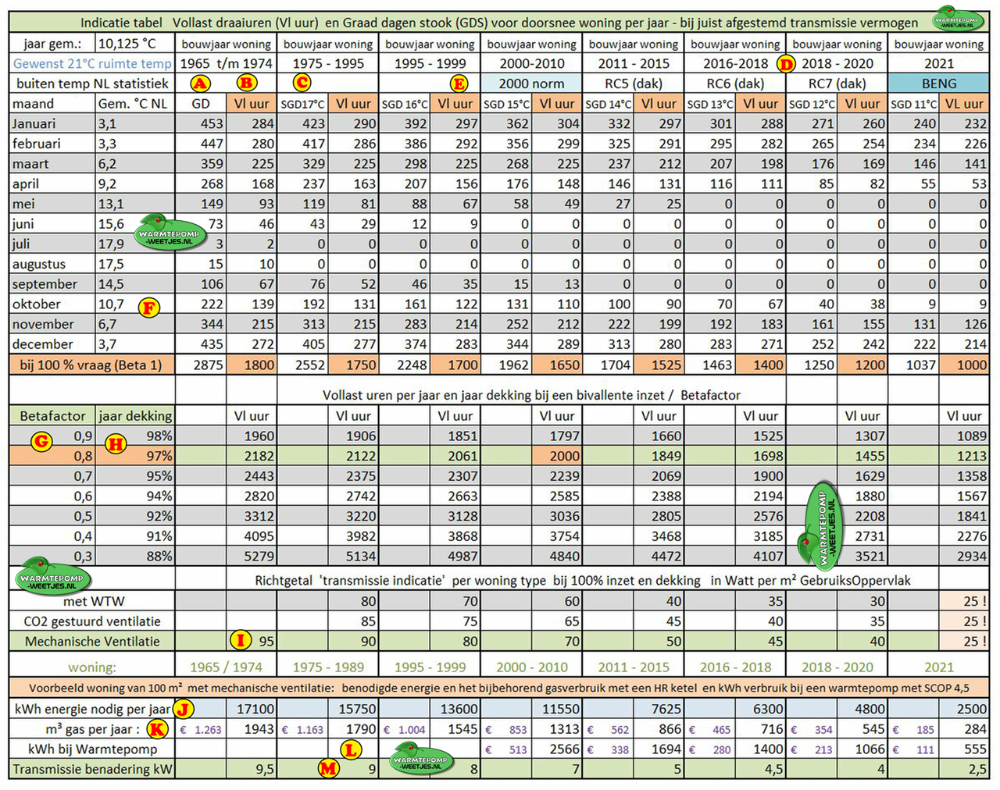 Indicatie tabel Vollast draaiuren (Vl uur) en Graad dagen stook (GDS) voor doorsnee woning per jaar - bij juist afgestemd transmissie vermogen
WARMTEPOMP
-WEETJES.NL
jaar gem.: 10,125 °C bouwjaar woning bouwjaar woning bouwjaar woning bouwjaar woning bouwjaar woning bouwjaar woning bouwjaar woning bouwjaar woning
Gewenst 21°C ruimte temp 1965 t/m 1974 1975 - 1995 1995 - 1999 2000-2010 2011 - 2015 2016-2018 D 2018 - 2020 2021
buiten temp NL statistiek A B C E 2000 norm RC5 (dak) RC6 (dak) RC7 (dak) BENG
maand Gem. °C NL GD Vl uur SGD17°C Vl uur SGD 16°C Vl uur SGD 15°C Vl uur SGD 14°C Vl uur SGD 13°C Vl uur SGD 12°C Vl uur SGD 11°C VL uur
Januari 3,1 453 284 423 290 392 297 362 304 332 297 301 288 271 260 240 232
februari 3,3 447 280 417 286 386 292 356 299 325 291 295 282 265 254 234 226
maart 6,2 359 225 329 225 298 225 268 225 237 212 207 198 176 169 146 141
april 9,2 268 168 237 163 207 156 176 148 146 131 116 111 85 82 55 53
mei 13,1 149 93 119 81 88 67 58 49 27 25 0 0 0 0 0 0
juni 15,6 73 46 43 29 12 9 0 0 0 0 0 0 0 0 0 0
WARMTEPOMP
-WEETJES.NL
juli 17,9 3 2 0 0 0 0 0 0 0 0 0 0 0 0 0 0
augustus 17,5 15 10 0 0 0 0 0 0 0 0 0 0 0 0 0 0
september 14,5 106 67 76 52 46 35 15 13 0 0 0 0 0 0 0 0
oktober 10,7 F 222 139 192 131 161 122 131 110 100 90 70 67 40 38 9 9
november 6,7 344 215 313 215 283 214 252 212 222 199 192 183 161 155 131 126
december 3,7 435 272 405 277 374 283 344 289 313 280 283 271 252 242 222 214
bij 100 % vraag (Beta 1) 2875 1800 2552 1750 2248 1700 1962 1650 1704 1525 1463 1400 1250 1200 1037 1000
Vollast uren per jaar en jaar dekking bij een bivallente inzet / Betafactor
Betafactor jaar dekking Vl uur Vl uur Vl uur Vl uur Vl uur Vl uur Vl uur Vl uur
G 0,9 H 98% 1960 1906 1851 1797 1660 1525 1307 1089
0,8 97% 2182 2122 2061 2000 1849 1698 1455 1213
0,7 95% 2443 2375 2307 2239 2069 1900 1629 1358
0,6 94% 2820 2742 2663 2585 2388 2194 1880 1567
0,5 92% 3312 3220 3128 3036 2805 2576 2208 1841
0,4 91% 4095 3982 3868 3754 3468 3185 2731 2276
0,3 88% 5279 5134 4987 4840 4472 4107 3521 2934
WARMTEPOMP
-WEETJES.NL
WARMTEPOMP
-WEETJES.NL
Richtgetal 'transmissie indicatie' per woning type bij 100% inzet en dekking in Watt per m² GebruiksOppervlak
met WTW 80 70 60 40 35 30 25 !
CO2 gestuurd ventilatie 85 75 65 45 40 35 25 !
Mechanische Ventilatie I 95 90 80 70 50 45 40 25 !
woning: 1965 / 1974 1975 - 1989 1995 - 1999 2000 - 2010 2011 - 2015 2016 - 2018 2018 - 2020 2021
Voorbeeld woning van 100 m² met mechanische ventilatie: benodigde energie en het bijbehorend gasverbruik met een HR ketel en kWh verbruik bij een warmtepomp met SCOP 4,5
kWh energie nodig per jaar J 17100 15750 13600 11550 7625 6300 4800 2500
m³ gas per jaar : K € 1.263 1943 € 1.163 1790 € 1.004 1545 € 853 1313 € 562 866 € 465 716 € 354 545 € 185 284
kWh bij Warmtepomp L € 513 2566 € 338 1694 € 280 1400 € 213 1066 € 111 555
WARMTEPOMP
-WEETJES.NL
Transmissie benadering kW 9,5 M 9 8 7 5 4,5 4 2,5